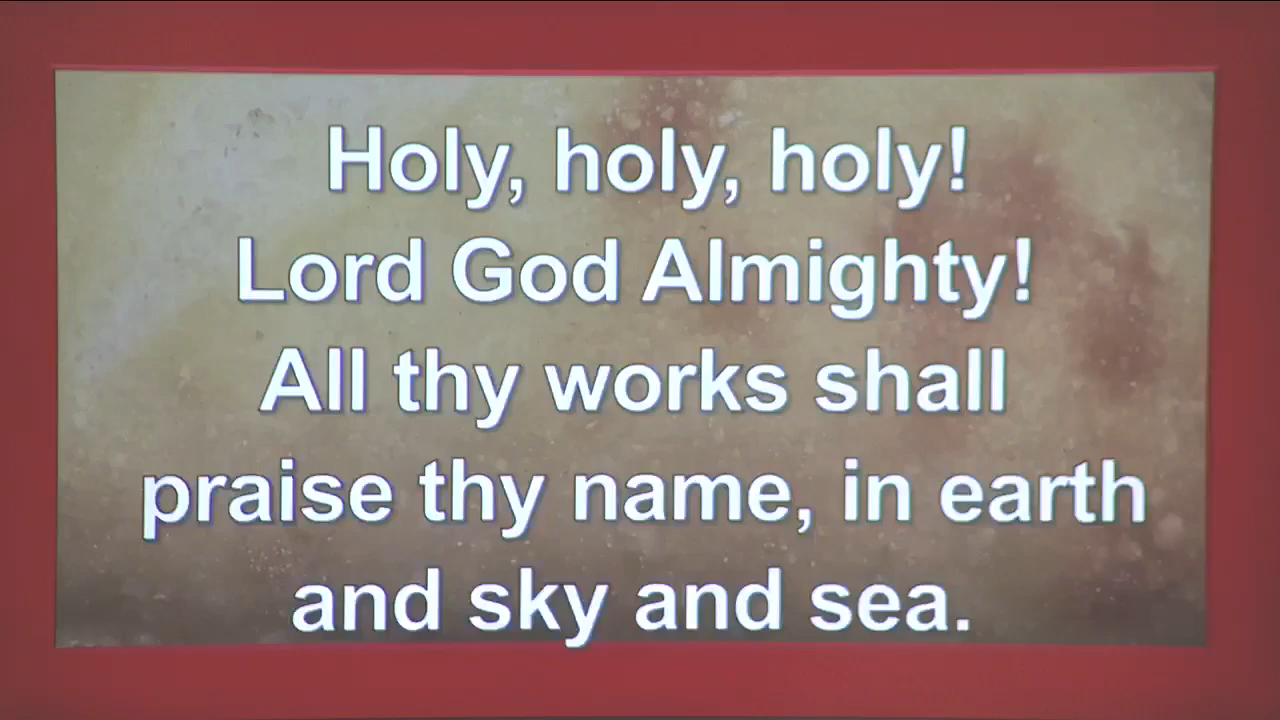 Holy, holy, holy!
Lord God Almighty!
All thy works shall
praise thy name, in earth
and sky and sea.